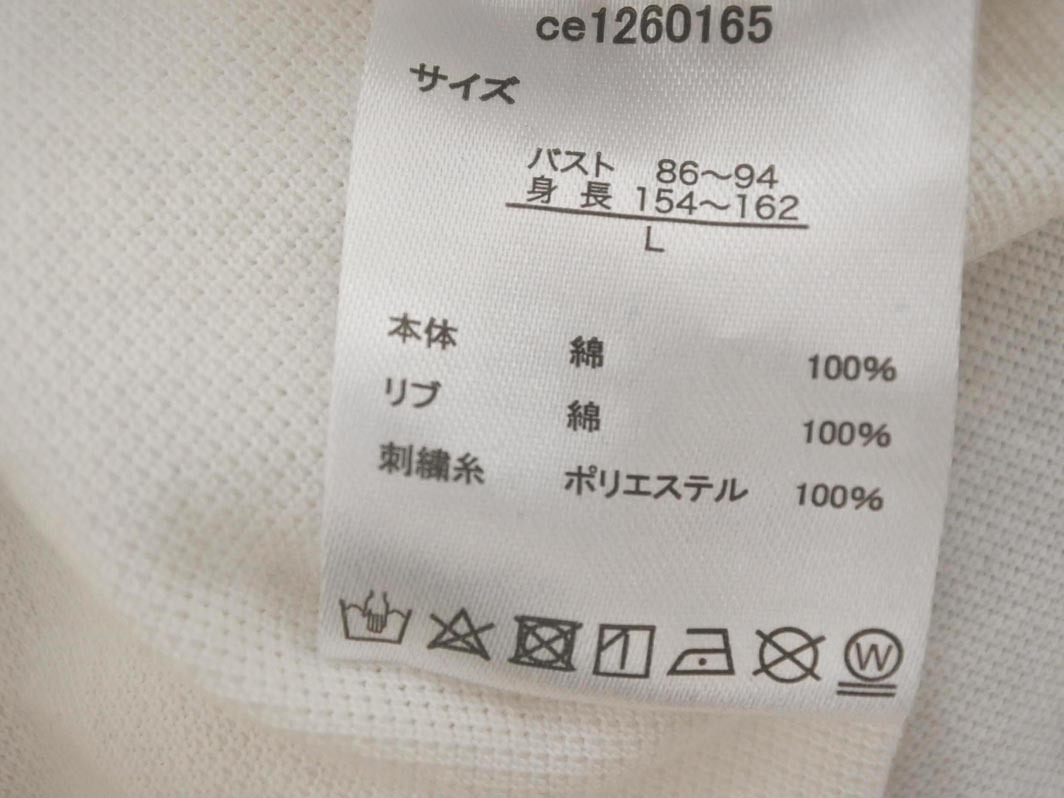 ce1260165
サイズ
バスト 86～94
身長 154～162
L
本体 綿 100%
リブ 綿 100%
刺繍糸 ポリエステル 100%
W